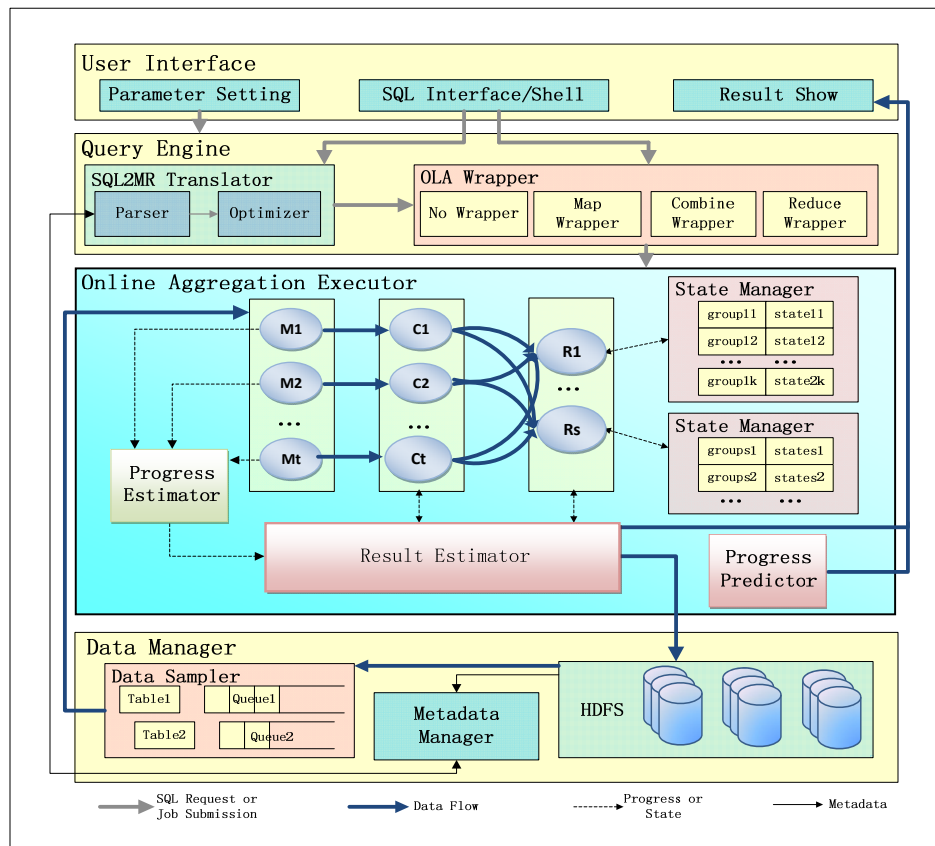 User Interface
Parameter Setting
SQL Interface/Shell
Result Show
Query Engine
SQL2MR Translator
Parser
Optimizer
OLA Wrapper
No Wrapper
Map
Wrapper
Combine
Wrapper
Reduce
Wrapper
Online Aggregation Executor
M1
M2
...
Mt
C1
C2
...
Ct
R1
...
Rs
State Manager
group11 state11
group12 state12
... ...
group1k state2k
State Manager
groups1 states1
groups2 states2
... ...
Progress
Estimator
Result Estimator
Progress
Predictor
Data Manager
Data Sampler
Table1
Queue1
Table2
Queue2
Metadata
Manager
HDFS
SQL Request or
Job Submission
Data Flow
Progress or
State
Metadata